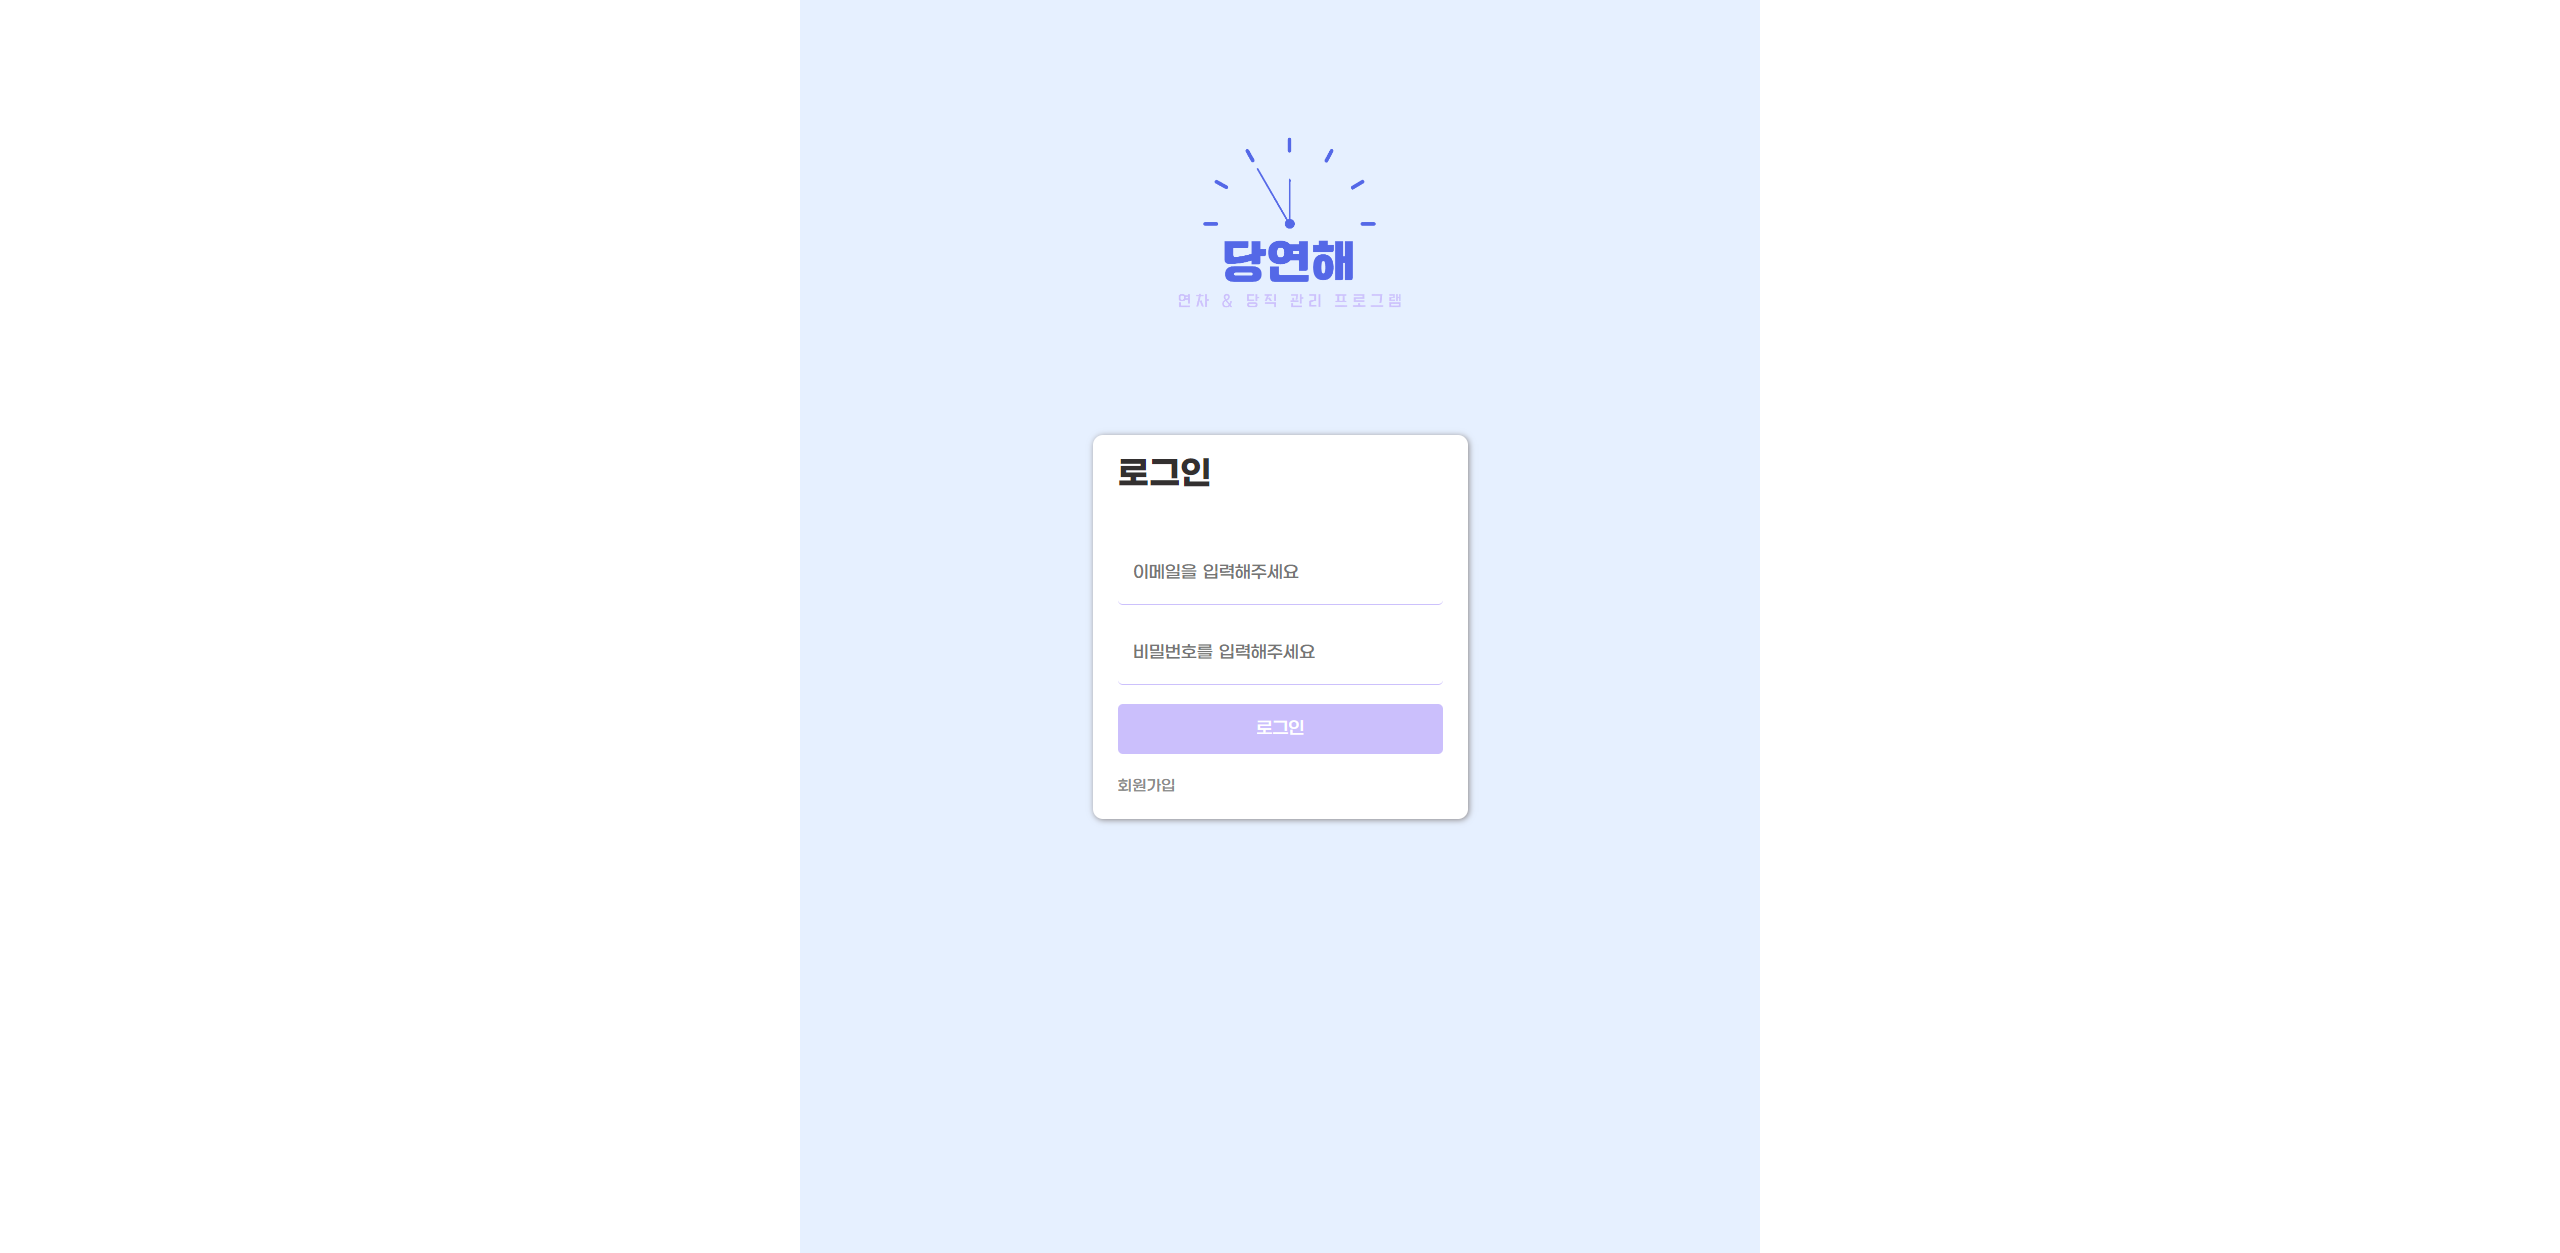 당연해
연자 & 당직 관리 프로그램
로그인
이메일을 입력해주세요
비밀번호를 입력해주세요
로그인
회원가입